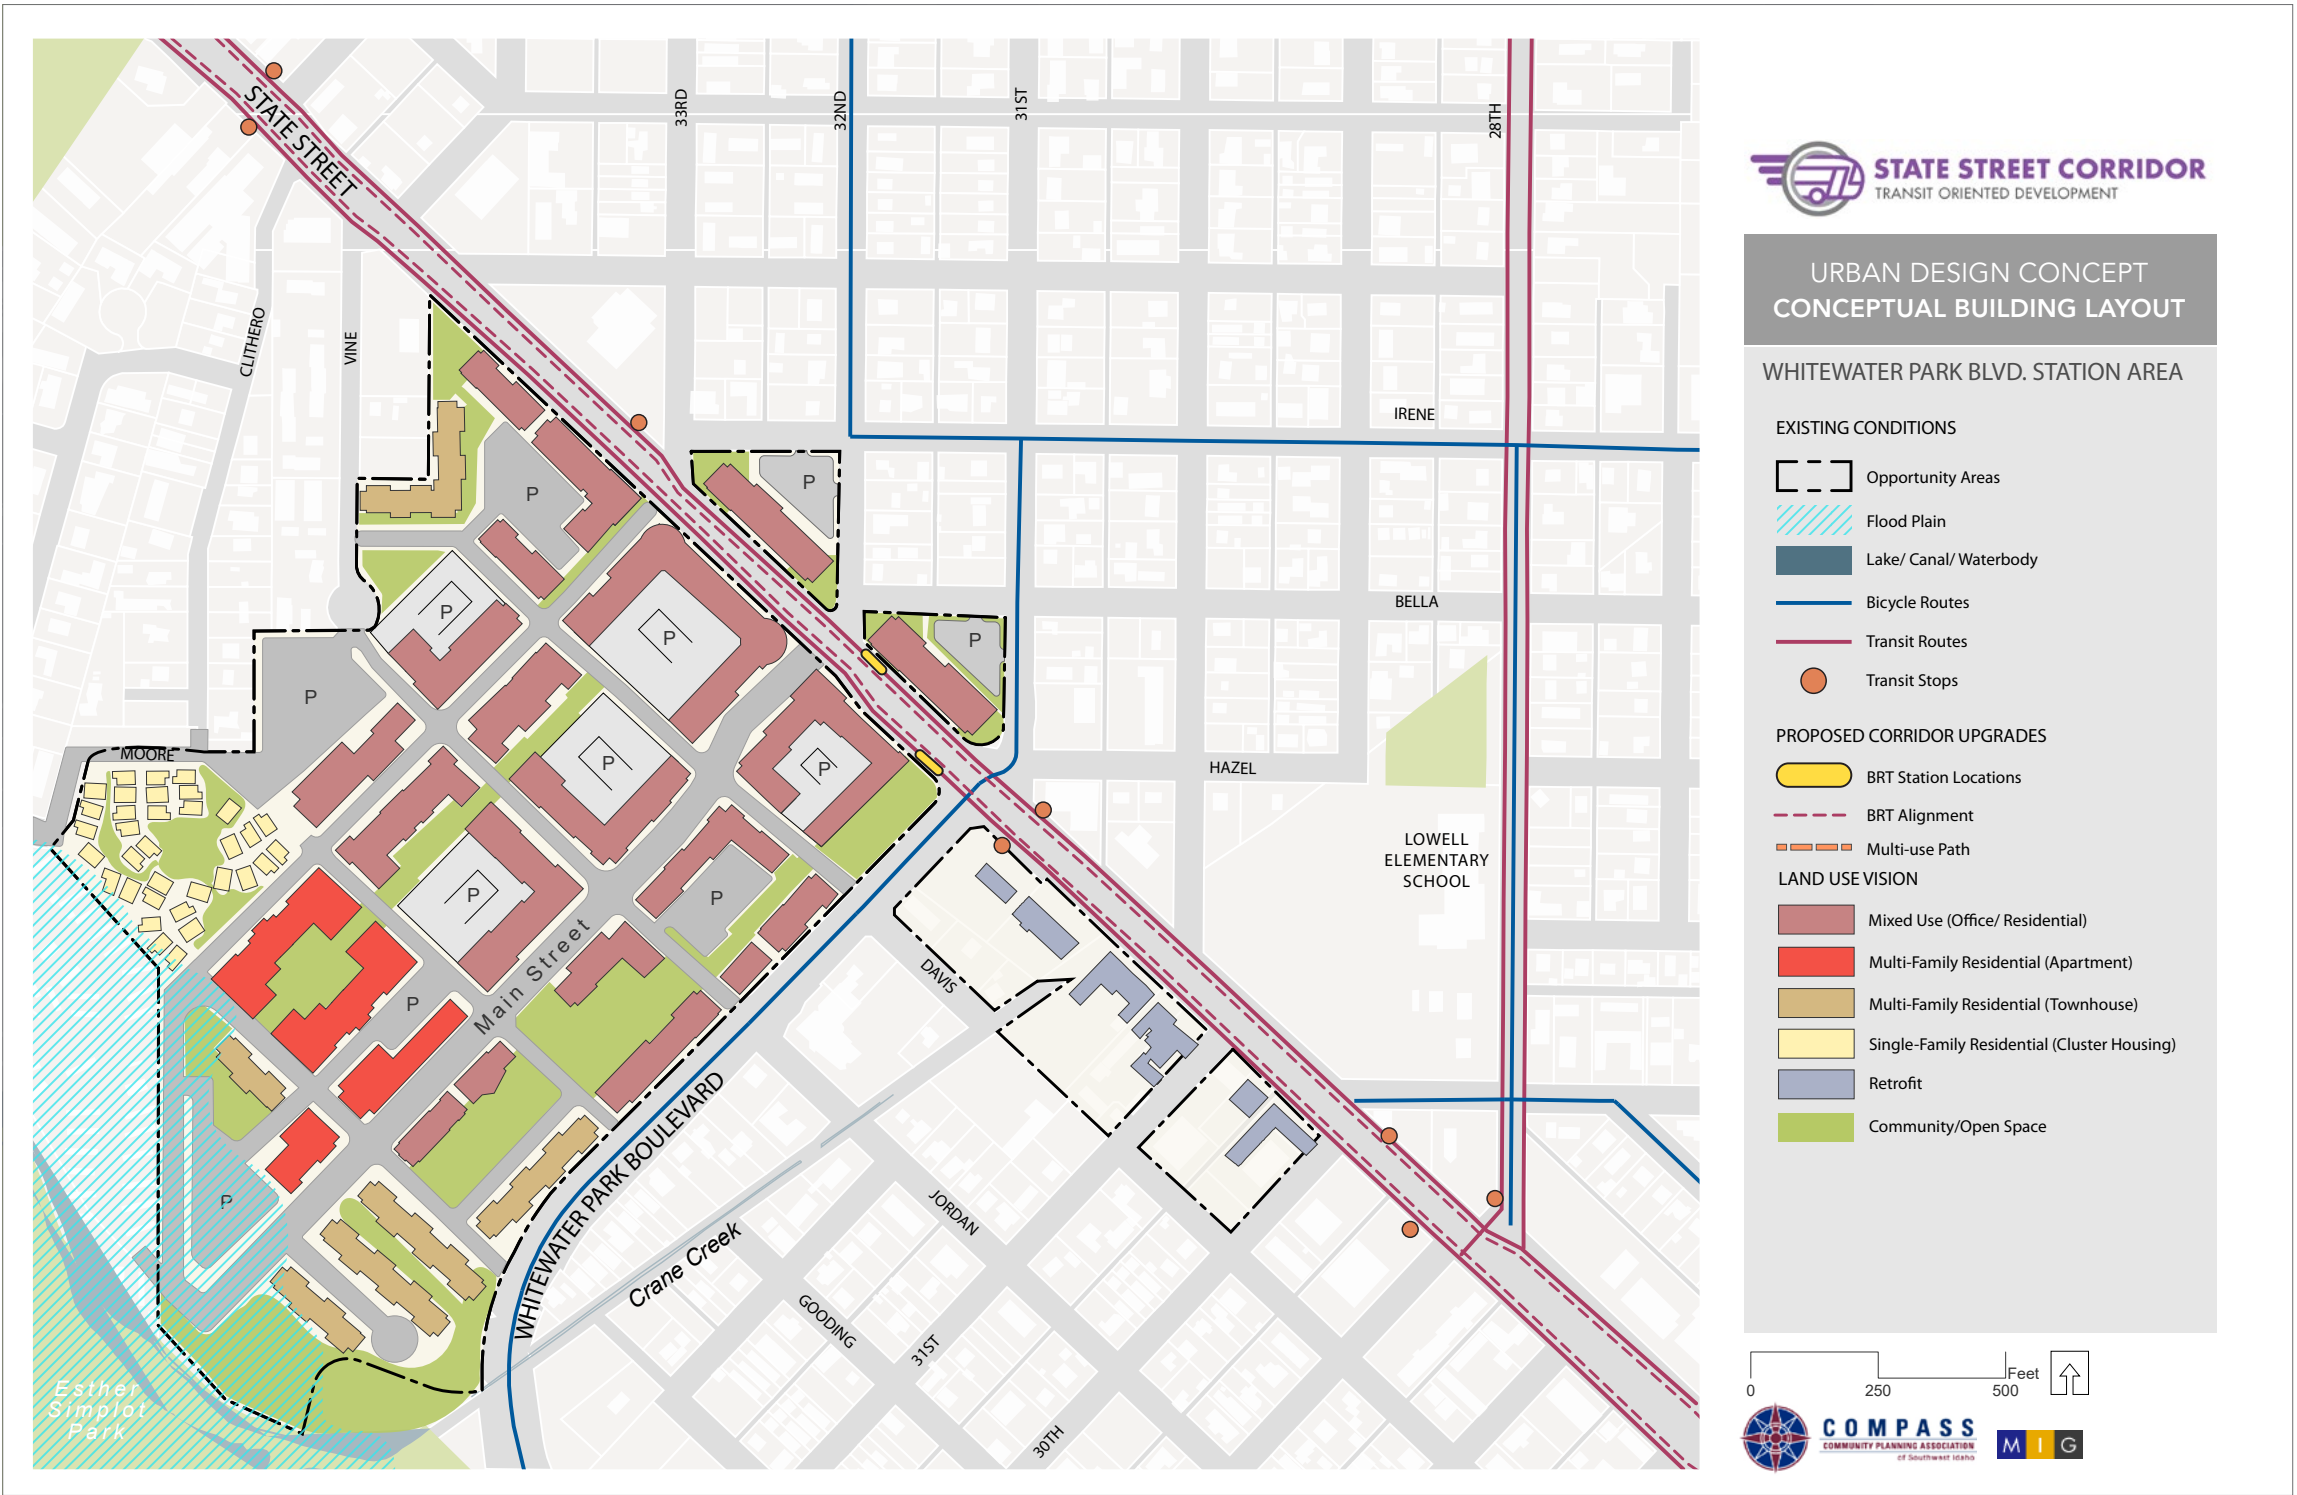 STATE STREET
33RD
32ND
31ST
28TH
CLITHERO
VINE
IRENE
P
P
BELLA
P
P
P
P
MOORE
HAZEL
P
P
LOWELL
ELEMENTARY
SCHOOL
P
P
Main Street
DAVIS
P
P
WHITEWATER PARK BOULEVARD
JORDAN
Crane Creek
GOODING
31ST
30TH
Esther
Simplot
Park
STATE STREET CORRIDOR
TRANSIT ORIENTED DEVELOPMENT
URBAN DESIGN CONCEPT
CONCEPTUAL BUILDING LAYOUT
WHITEWATER PARK BLVD. STATION AREA
EXISTING CONDITIONS
Opportunity Areas
Flood Plain
Lake/ Canal/ Waterbody
Bicycle Routes
Transit Routes
Transit Stops
PROPOSED CORRIDOR UPGRADES
BRT Station Locations
BRT Alignment
Multi-use Path
LAND USE VISION
Mixed Use (Office/ Residential)
Multi-Family Residential (Apartment)
Multi-Family Residential (Townhouse)
Single-Family Residential (Cluster Housing)
Retrofit
Community/Open Space
Feet
0 250 500
COMPASS
COMMUNITY PLANNING ASSOCIATION
of Southwest Idaho
M I G